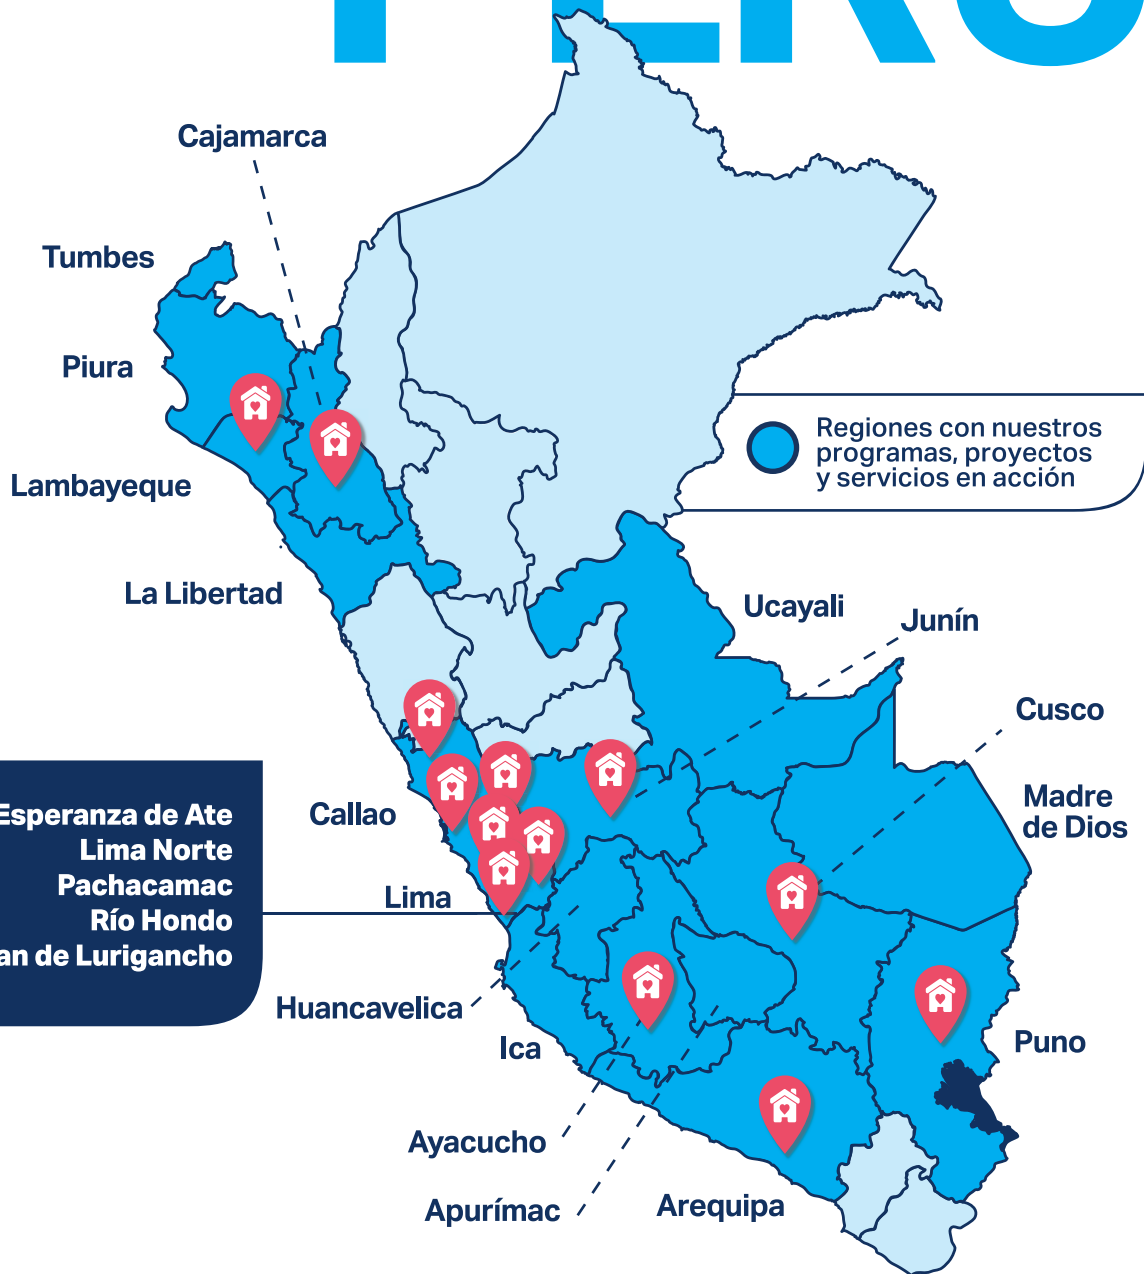 PERÚ
Cajamarca
Tumbes
Piura
Lambayeque
La Libertad
Regiones con nuestros
programas, proyectos
y servicios en acción
Ucayali
Junín
Cusco
Madre
de Dios
Callao
Lima
Esperanza de Ate
Lima Norte
Pachacamac
Río Hondo
an de Lurigancho
Huancavelica
Ica
Puno
Ayacucho
Apurímac
Arequipa